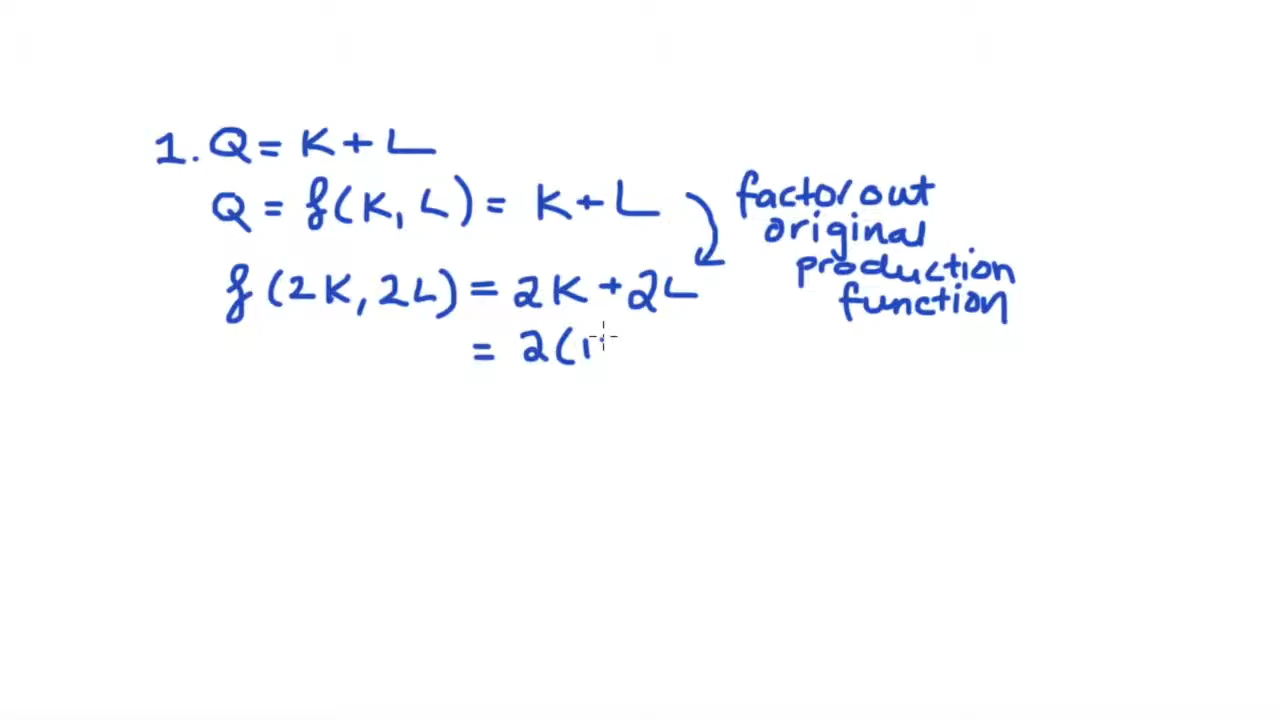 1. Q = K + L
Q = f(K, L) = K + L
factor out
original
production
function
f(2K, 2L) = 2K + 2L
= 2(